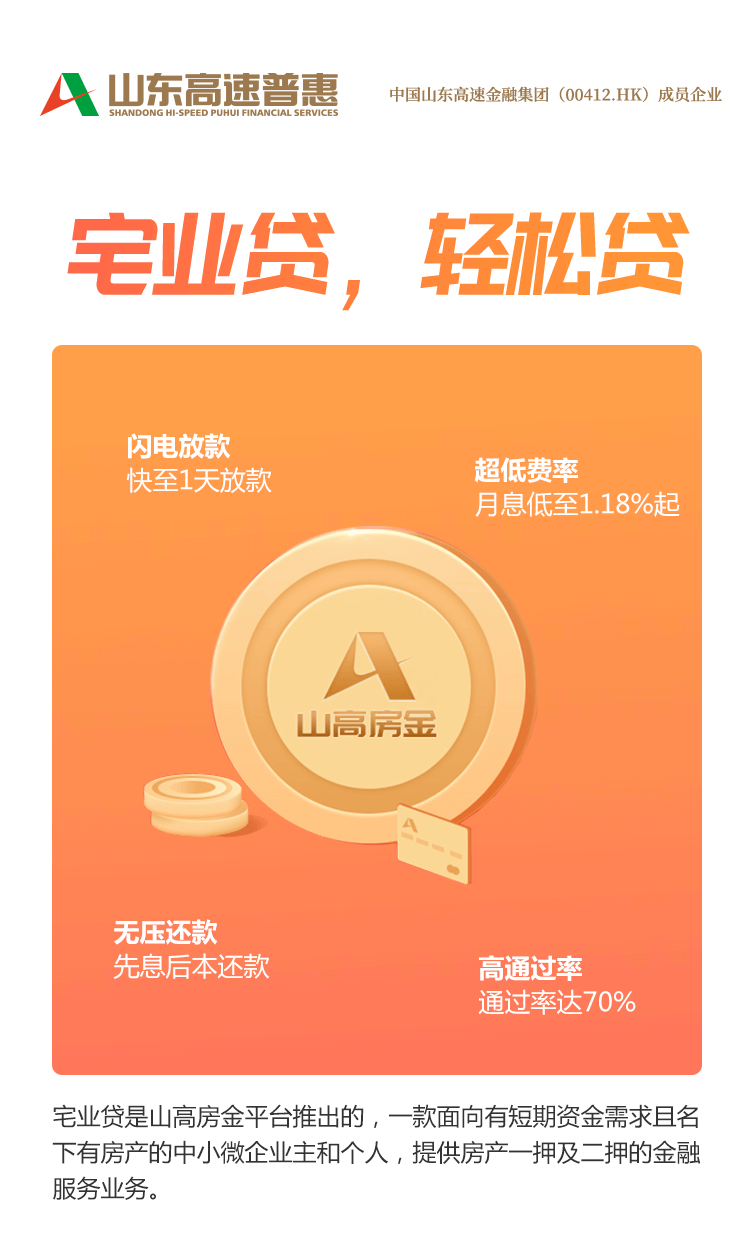 山东高速普惠
SHANDONG HI-SPEED PUHUI FINANCIAL SERVICES
中国山东高速金融集团（00412.HK）成员企业
宅业贷，轻松贷
闪电放款
快至1天放款
超低费率
月息低至1.18%起
山高房金
无压还款
先息后本还款
高通过率
通过率达70%
宅业贷是山高房金平台推出的，一款面向有短期资金需求且名
下有房产的中小微企业主和个人，提供房产一押及二押的金融
服务业务。